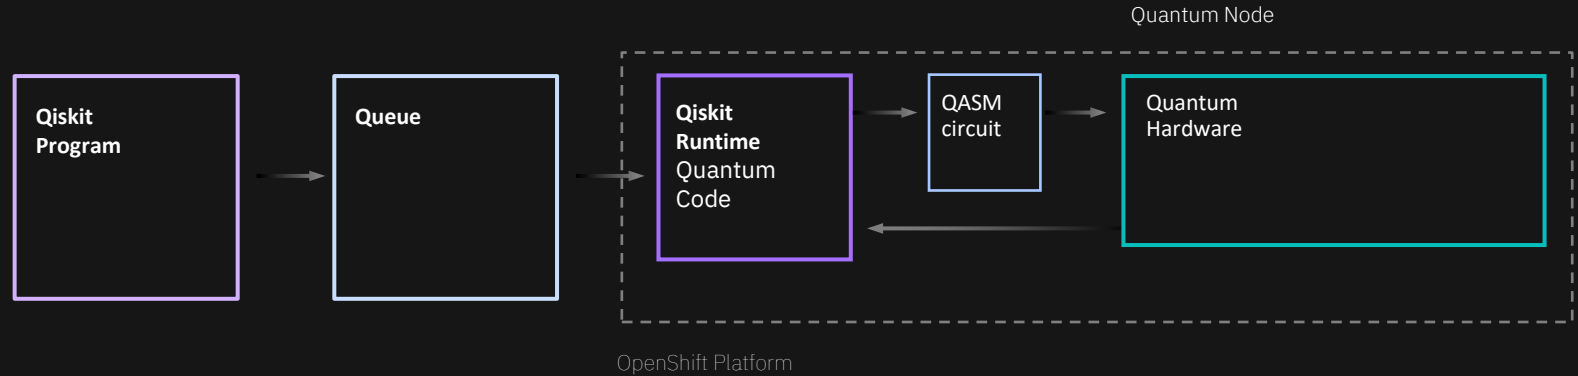 Quantum Node
Qiskit
Program
Queue
Qiskit
Runtime
Quantum
Code
QASM
circuit
Quantum
Hardware
OpenShift Platform